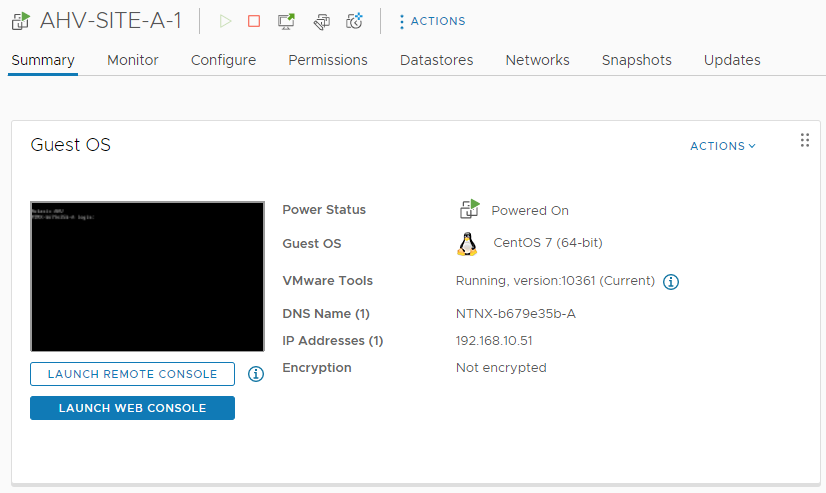 AHV-SITE-A-1
ACTIONS
Summary Monitor Configure Permissions Datastores Networks Snapshots Updates
Guest OS
ACTIONS
Power Status Powered On
Guest OS CentOS 7 (64-bit)
VMware Tools Running, version:10361 (Current)
DNS Name (1) NTNX-b679e35b-A
IP Addresses (1) 192.168.10.51
Encryption Not encrypted
LAUNCH REMOTE CONSOLE
LAUNCH WEB CONSOLE